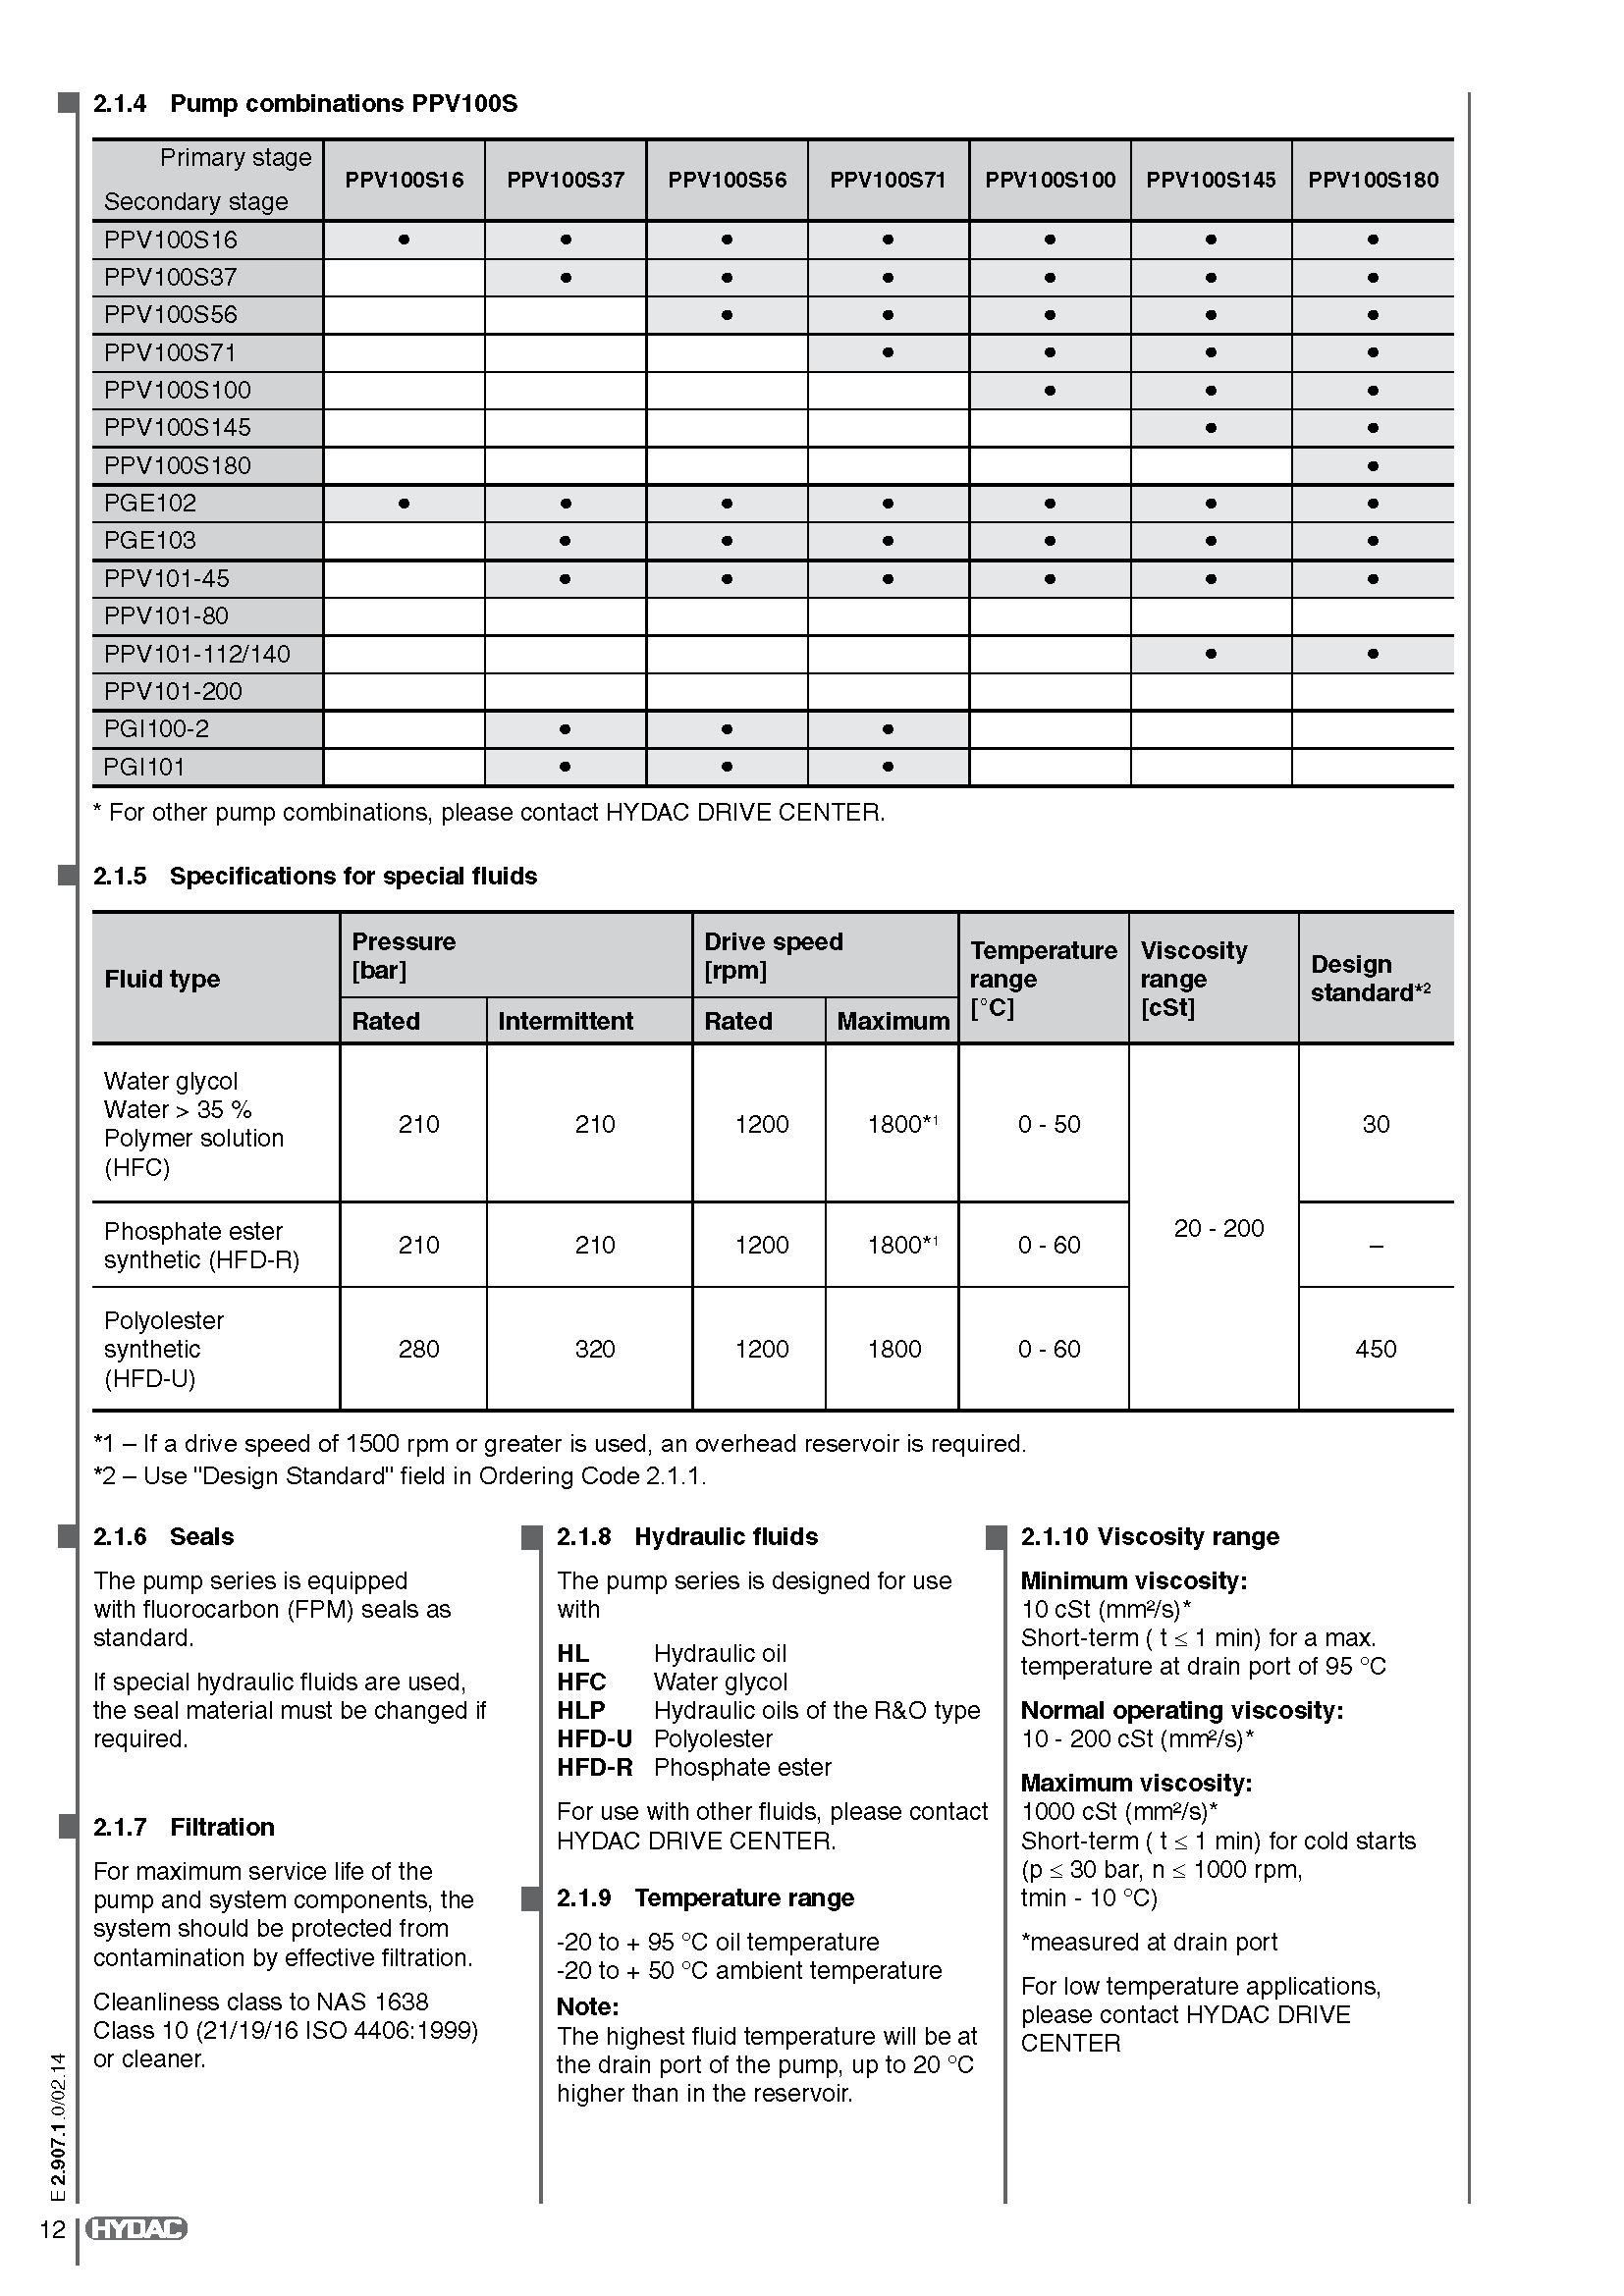 2.1.4 Pump combinations PPV100S
Primary stage
Secondary stage
PPV100S16 PPV100S37 PPV100S56 PPV100S71 PPV100S100 PPV100S145 PPV100S180
PPV100S16 • • • • • • •
PPV100S37 • • • • • •
PPV100S56 • • • • •
PPV100S71 • • • •
PPV100S100 • • •
PPV100S145 • •
PPV100S180 •
PGE102 • • • • • • •
PGE103 • • • • • •
PPV101-45 • • • • • •
PPV101-80
PPV101-112/140 • •
PPV101-200
PGI100-2 • • •
PGI101 • • •
* For other pump combinations, please contact HYDAC DRIVE CENTER.
2.1.5 Specifications for special fluids
Fluid type
Pressure
[bar]
Drive speed
[rpm]
Temperature
range
[°C]
Viscosity
range
[cSt]
Design
standard*2
Rated Intermittent Rated Maximum
Water glycol
Water > 35 %
Polymer solution
(HFC)
210 210 1200 1800*1 0 - 50 30
Phosphate ester
synthetic (HFD-R)
210 210 1200 1800*1 0 - 60 –
20 - 200
Polyolester
synthetic
(HFD-U)
280 320 1200 1800 0 - 60 450
*1 – If a drive speed of 1500 rpm or greater is used, an overhead reservoir is required.
*2 – Use "Design Standard" field in Ordering Code 2.1.1.
2.1.6 Seals
The pump series is equipped
with fluorocarbon (FPM) seals as
standard.
If special hydraulic fluids are used,
the seal material must be changed if
required.
2.1.7 Filtration
For maximum service life of the
pump and system components, the
system should be protected from
contamination by effective filtration.
Cleanliness class to NAS 1638
Class 10 (21/19/16 ISO 4406:1999)
or cleaner.
2.1.8 Hydraulic fluids
The pump series is designed for use
with
HL Hydraulic oil
HFC Water glycol
HLP Hydraulic oils of the R&O type
HFD-U Polyolester
HFD-R Phosphate ester
For use with other fluids, please contact
HYDAC DRIVE CENTER.
2.1.9 Temperature range
-20 to + 95 °C oil temperature
-20 to + 50 °C ambient temperature
Note:
The highest fluid temperature will be at
the drain port of the pump, up to 20 °C
higher than in the reservoir.
2.1.10 Viscosity range
Minimum viscosity:
10 cSt (mm²/s)*
Short-term ( t ≤ 1 min) for a max.
temperature at drain port of 95 °C
Normal operating viscosity:
10 - 200 cSt (mm²/s)*
Maximum viscosity:
1000 cSt (mm²/s)*
Short-term ( t ≤ 1 min) for cold starts
(p ≤ 30 bar, n ≤ 1000 rpm,
tmin - 10 °C)
*measured at drain port
For low temperature applications,
please contact HYDAC DRIVE
CENTER
E 2.907.1.0/02.14
12 HYDAC